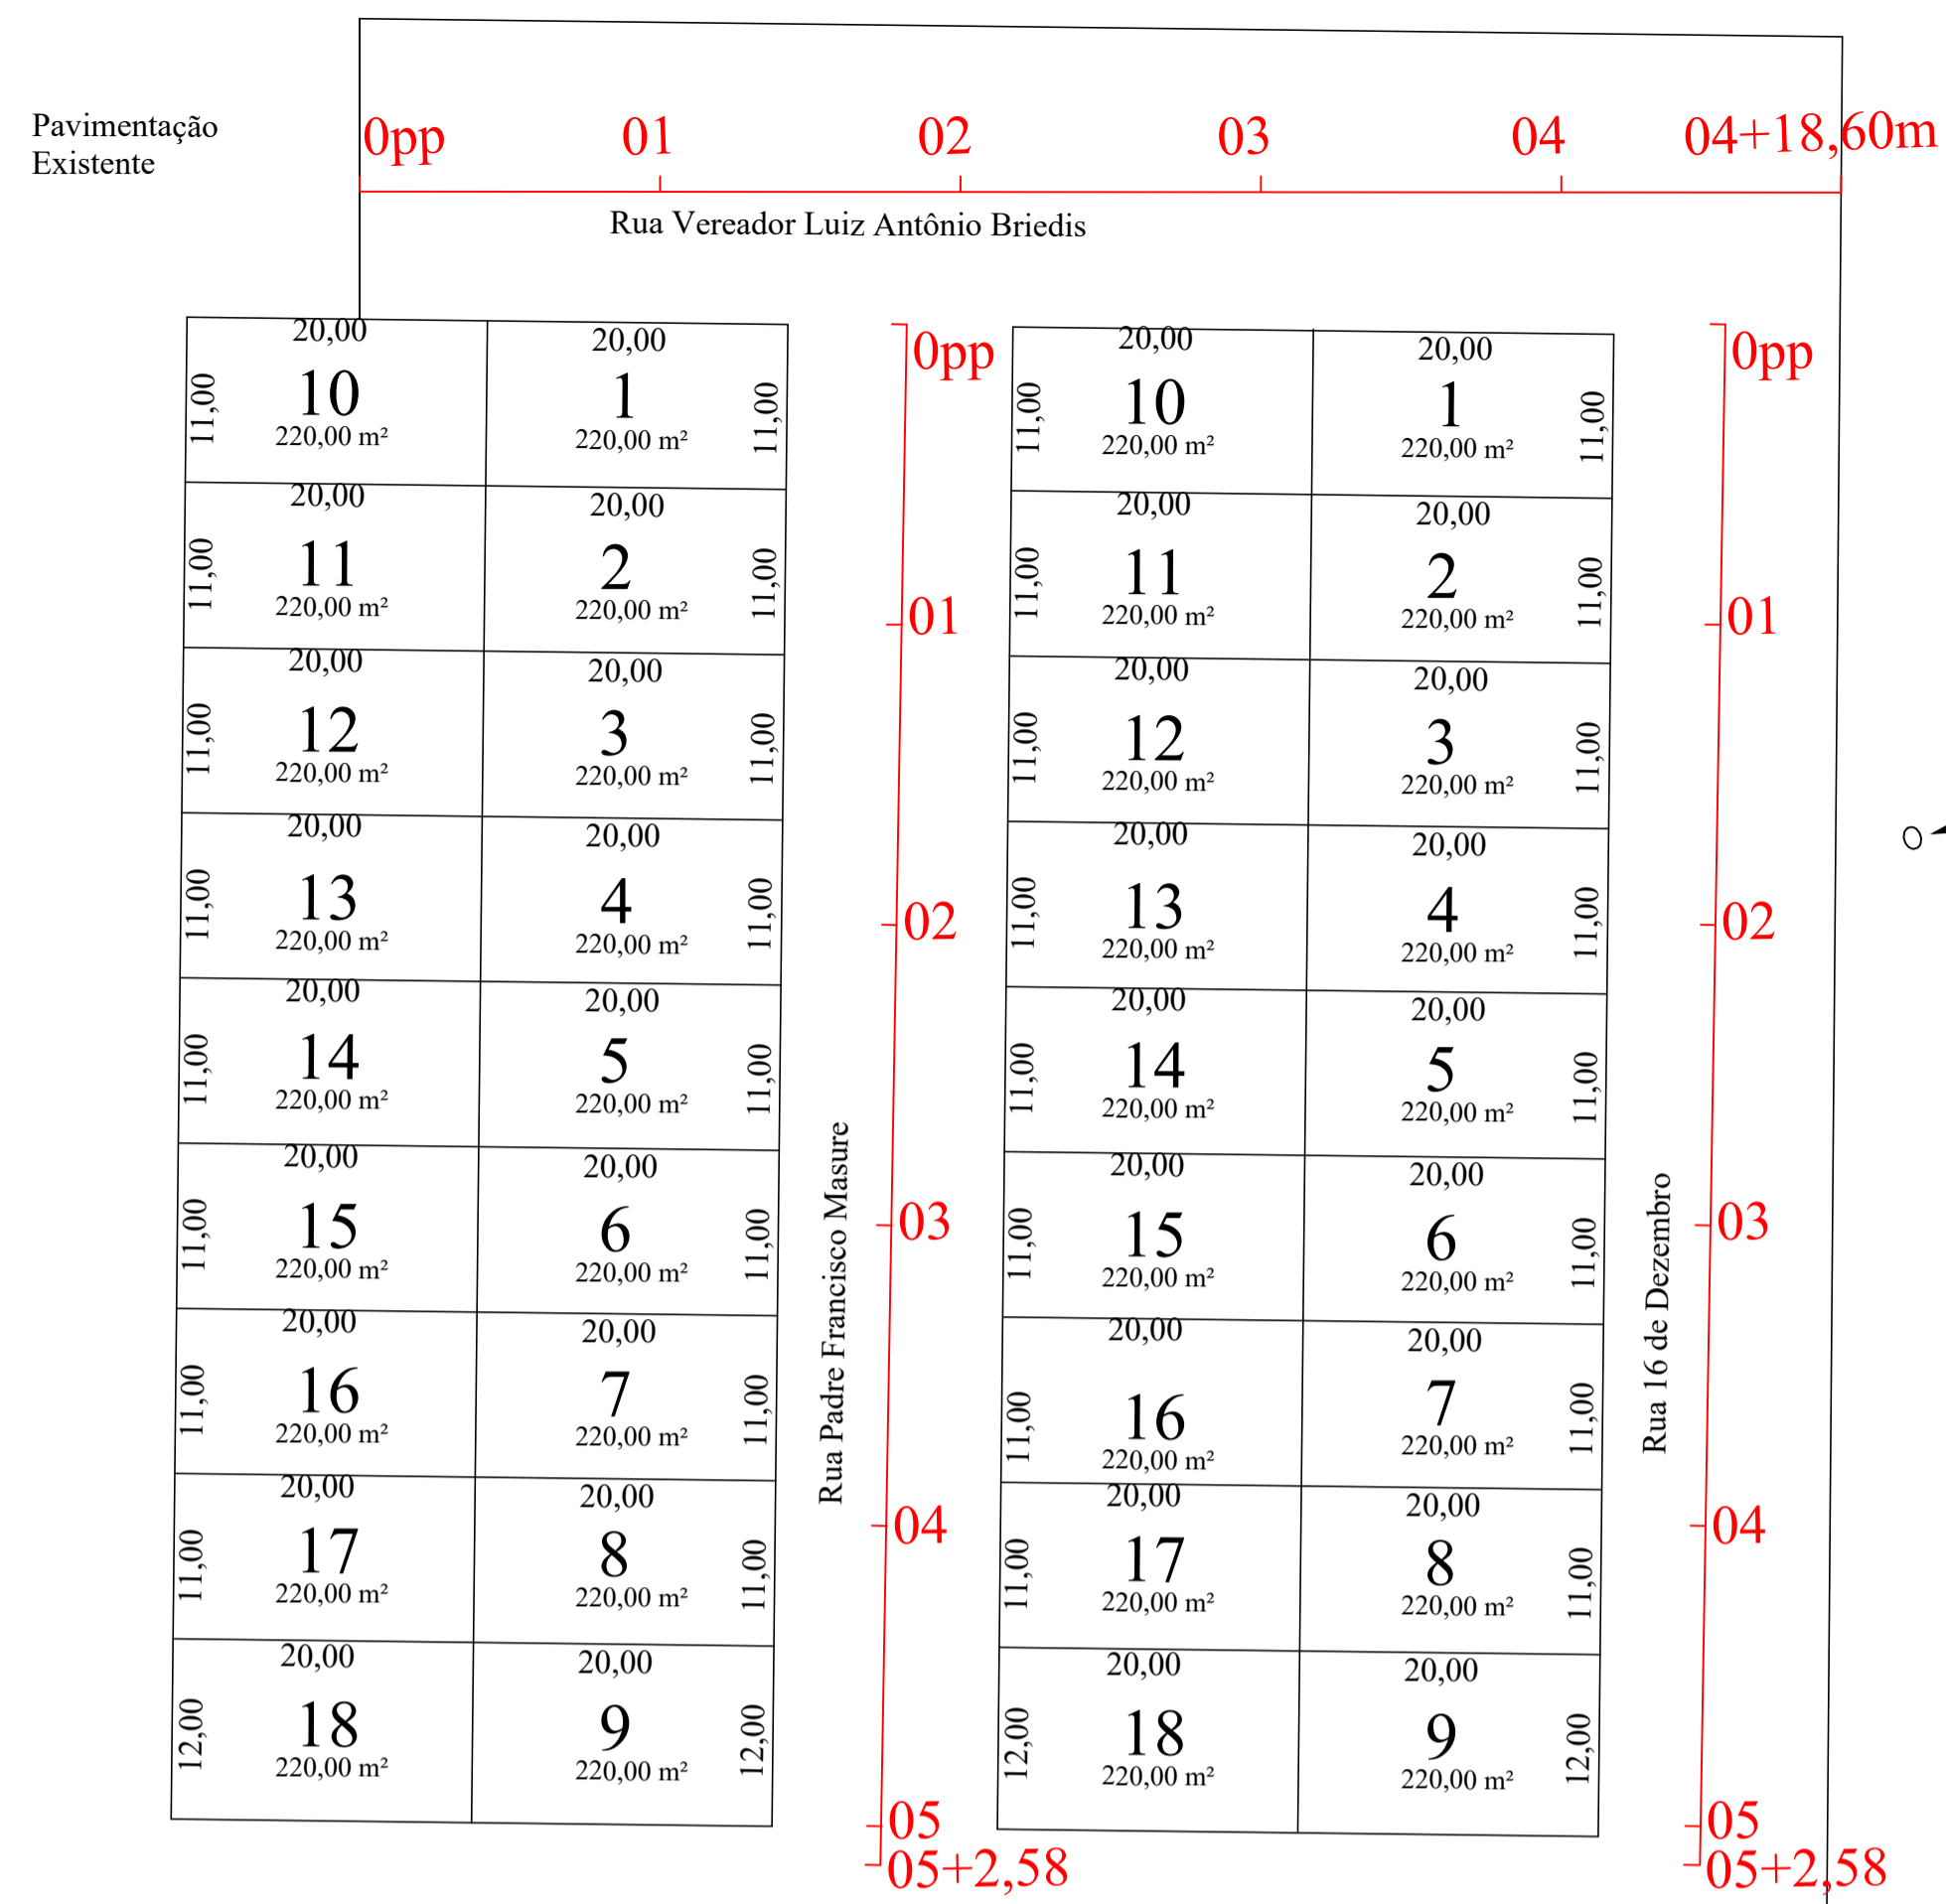 Pavimentação
Existente
0pp 01 02 03 04 04+18,60m
Rua Vereador Luiz Antônio Briedis
20,00 20,00 20,00 20,00
11,00 10 1 11,00 11,00 10 1 11,00
220,00 m² 220,00 m² 220,00 m² 220,00 m²
0pp 0pp
20,00 20,00 20,00 20,00
11,00 11 2 11,00 11,00 11 2 11,00
220,00 m² 220,00 m² 220,00 m² 220,00 m²
01 01
20,00 20,00 20,00 20,00
11,00 12 3 11,00 11,00 12 3 11,00
220,00 m² 220,00 m² 220,00 m² 220,00 m²
20,00 20,00 20,00 20,00
11,00 13 4 11,00 11,00 13 4 11,00
220,00 m² 220,00 m² 220,00 m² 220,00 m²
02 02
20,00 20,00 20,00 20,00
11,00 14 5 11,00 11,00 14 5 11,00
220,00 m² 220,00 m² 220,00 m² 220,00 m²
20,00 20,00 20,00 20,00
11,00 15 6 11,00 11,00 15 6 11,00
220,00 m² 220,00 m² 220,00 m² 220,00 m²
03 03
Rua Padre Francisco Masure
Rua 16 de Dezembro
20,00 20,00 20,00 20,00
11,00 16 7 11,00 11,00 16 7 11,00
220,00 m² 220,00 m² 220,00 m² 220,00 m²
20,00 20,00 20,00 20,00
04 04
11,00 17 8 11,00 11,00 17 8 11,00
220,00 m² 220,00 m² 220,00 m² 220,00 m²
20,00 20,00 20,00 20,00
12,00 18 9 12,00 12,00 18 9 12,00
220,00 m² 220,00 m² 220,00 m² 220,00 m²
05 05
05+2,58 05+2,58
O